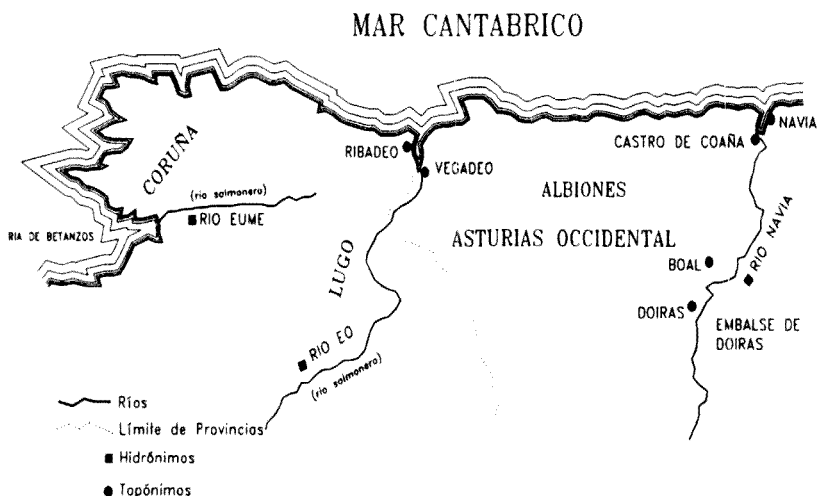 MAR CANTABRICO
NAVIA
CASTRO DE COAÑA
RIBADEO
VEGADEO
CORUÑA
ALBIONES
(rio salmonero)
RIO EUME
RIA DE BETANZOS
ASTURIAS OCCIDENTAL
RIO NAVIA
BOAL
LUGO
DOIRAS
EMBALSE DE
DOIRAS
RIO EO
(rio salmonero)
Ríos
Límite de Provincias
Hidrónimos
Topónimos